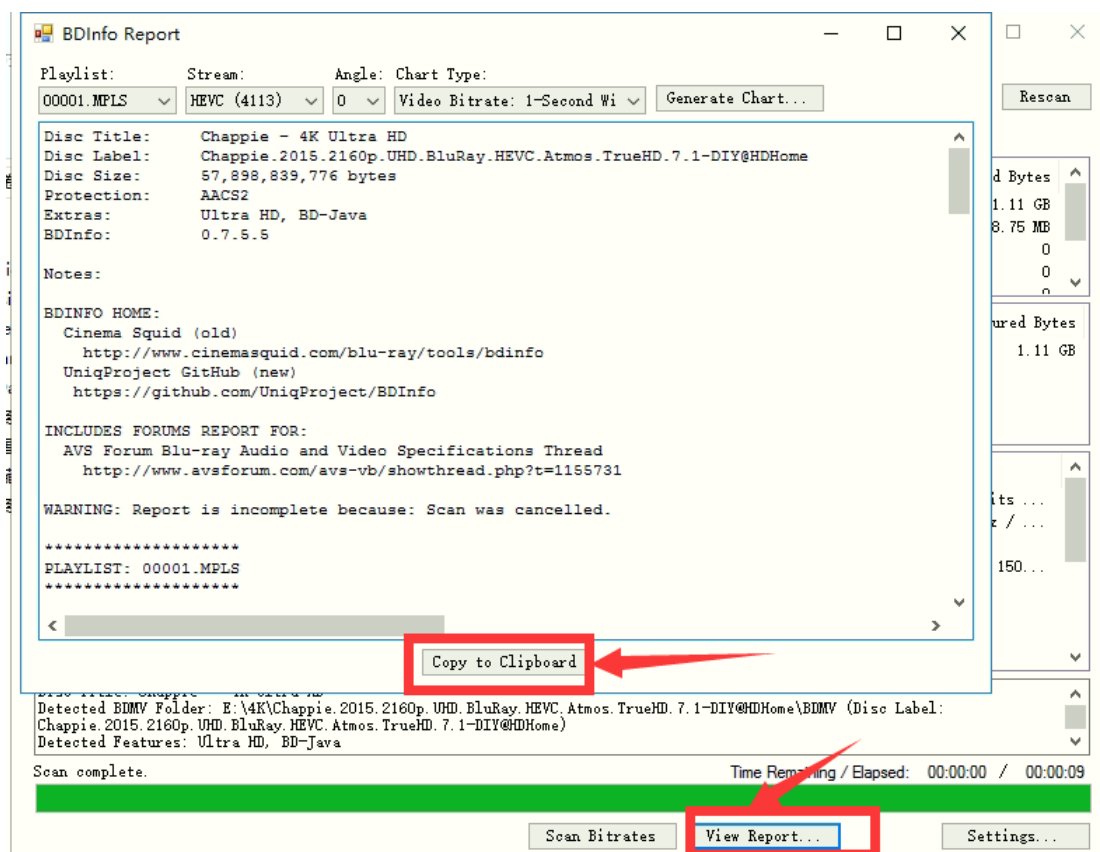 BDInfo Report
Playlist: Stream: Angle: Chart Type:
00001.MPLS HEVC (4113) 0 Video Bitrate: 1-Second Wi Generate Chart...
Rescan
Disc Title: Chappie - 4K Ultra HD
Disc Label: Chappie.2015.2160p.UHD.BluRay.HEVC.Atmos.TrueHD.7.1-DIY@HDHome
Disc Size: 57,898,839,776 bytes
Protection: AACS2
Extras: Ultra HD, BD-Java
BDInfo: 0.7.5.5
Notes:
BDINFO HOME:
Cinema Squid (old)
http://www.cinemasquid.com/blu-ray/tools/bdinfo
UniqProject GitHub (new)
https://github.com/UniqProject/BDInfo
INCLUDES FORUMS REPORT FOR:
AVS Forum Blu-ray Audio and Video Specifications Thread
http://www.avsforum.com/avs-vb/showthread.php?t=1155731
WARNING: Report is incomplete because: Scan was cancelled.
********************
PLAYLIST: 00001.MPLS
********************
d Bytes
1.11 GB
8.75 MB
0
0
ured Bytes
1.11 GB
its ...
z / ...
150...
Copy to Clipboard
Detected BDMV Folder: E:\4K\Chappie.2015.2160p.UHD.BluRay.HEVC.Atmos.TrueHD.7.1-DIY@HDHome\BDMV (Disc Label:
Chappie.2015.2160p.UHD.BluRay.HEVC.Atmos.TrueHD.7.1-DIY@HDHome)
Detected Features: Ultra HD, BD-Java
Scan complete. Time Remaining / Elapsed: 00:00:00 / 00:00:09
Scan Bitrates View Report... Settings...